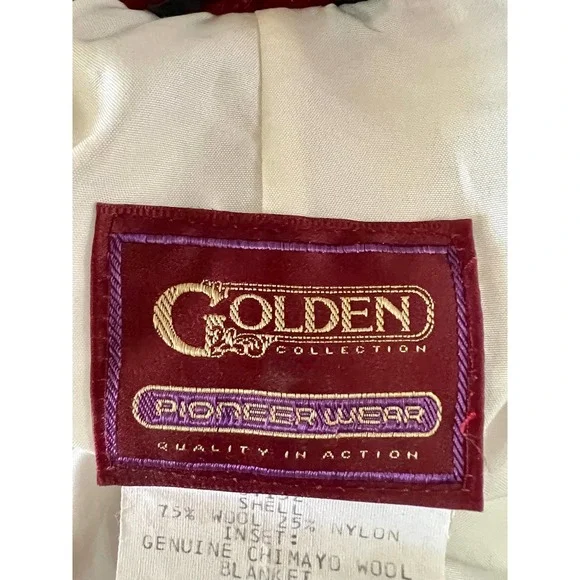 GOLDEN
COLLECTION
PIONEER WEAR
QUALITY IN ACTION
SHELL
75% WOOL 25% NYLON
INSET:
GENUINE CHIMAYO WOOL
BLANKET